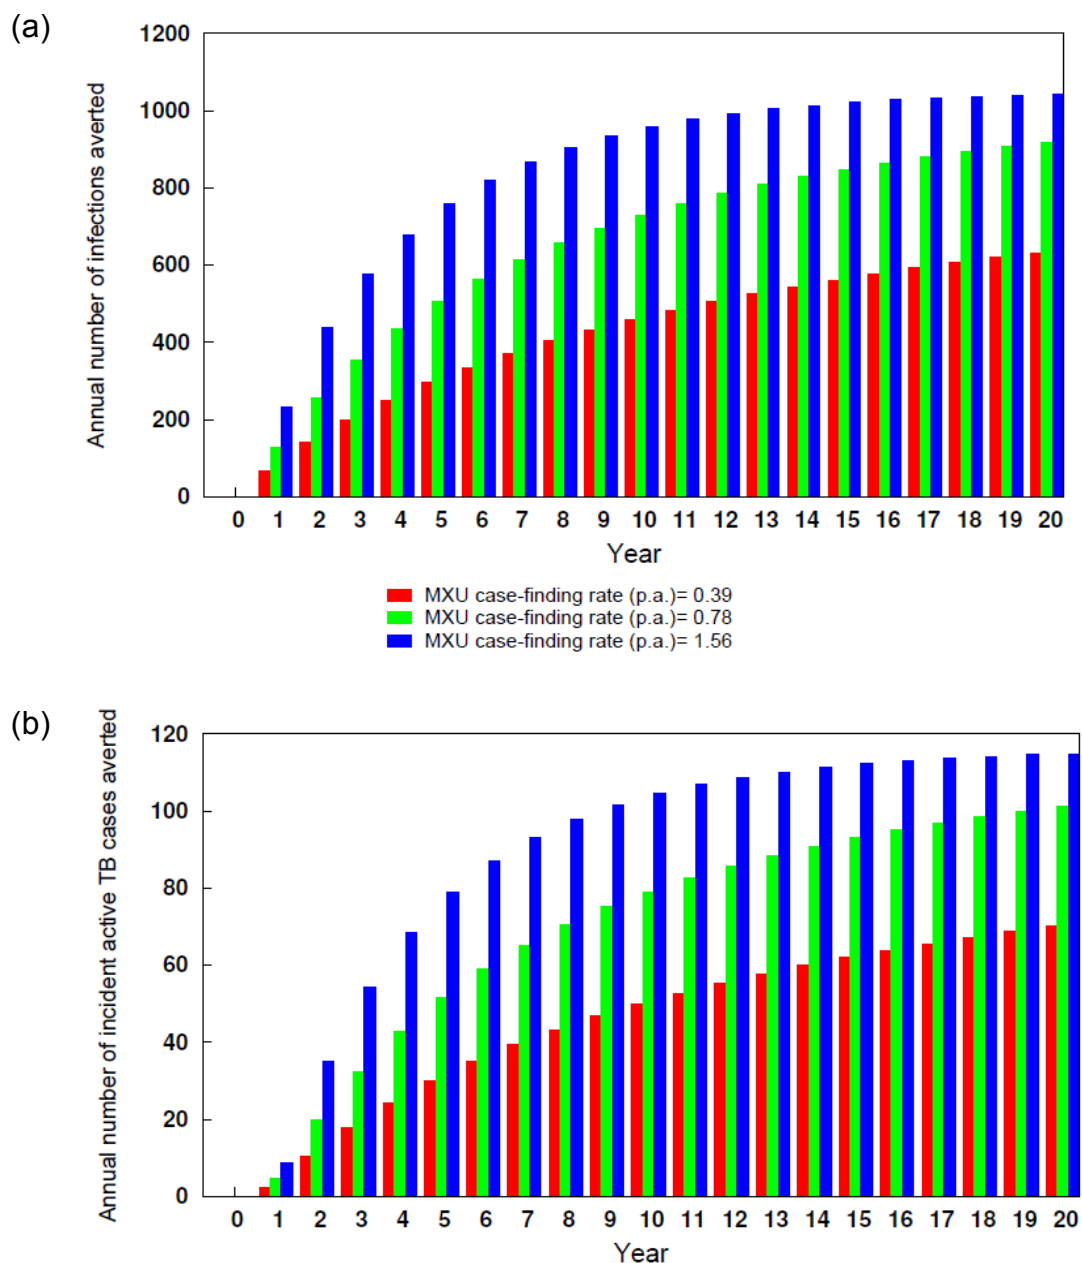 (a)
Annual number of infections averted
1200
1000
800
600
400
200
0
0 1 2 3 4 5 6 7 8 9 10 11 12 13 14 15 16 17 18 19 20
Year
MXU case-finding rate (p.a.)= 0.39
MXU case-finding rate (p.a.)= 0.78
MXU case-finding rate (p.a.)= 1.56
(b)
Annual number of incident active TB cases averted
120
100
80
60
40
20
0
0 1 2 3 4 5 6 7 8 9 10 11 12 13 14 15 16 17 18 19 20
Year